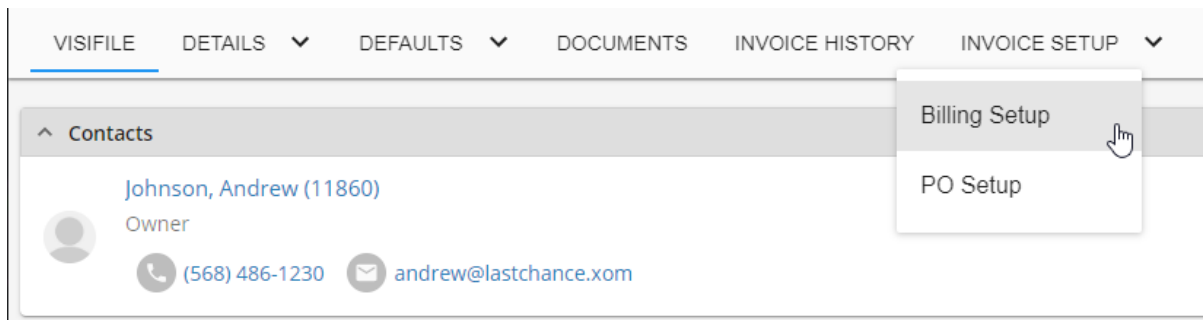 VISIFILE DETAILS DEFAULTS DOCUMENTS INVOICE HISTORY INVOICE SETUP
Billing Setup
PO Setup
Contacts
Johnson, Andrew (11860)
Owner
(568) 486-1230 andrew@lastchance.xom